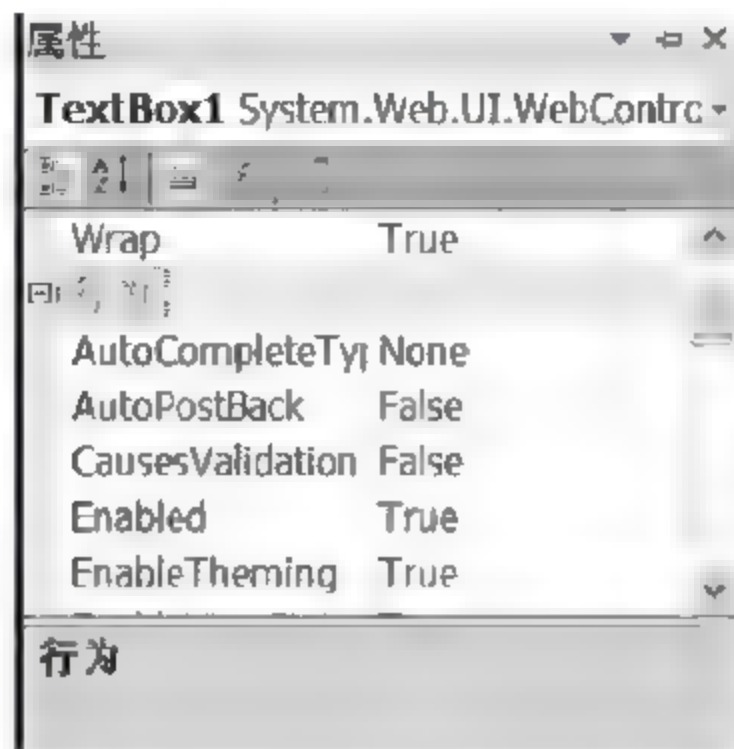 属性
TextBox1 System.Web.UI.WebContrc
Wrap True
AutoCompleteTyp None
AutoPostBack False
CausesValidation False
Enabled True
EnableTheming True
行为